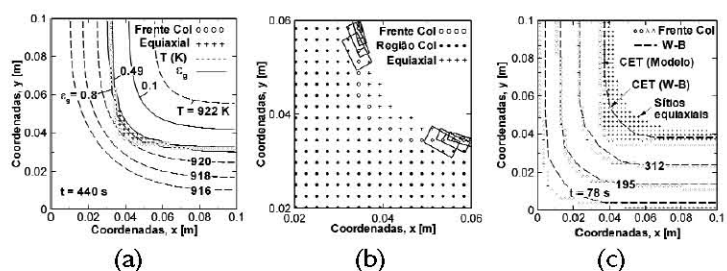 0.1
0.08
0.06
0.04
0.02
0
Coordenadas, y [m]
Frente Col
Equiaxial
T (K)
εg
εg = 0.8
0.49
0.1
T = 922 K
920
918
916
t = 440 s
0 0.02 0.04 0.06 0.08 0.1
Coordenadas, x [m]
(a)
0.06
0.04
0.02
Coordenadas, y [m]
Frente Col
Região Col
Equiaxial
0.02 0.04 0.06
Coordenadas, x [m]
(b)
0.1
0.08
0.06
0.04
0.02
0
Coordenadas, y [m]
Frente Col
W-B
CET (Modelo)
CET (W-B)
Sítios
equiaxiais
312
195
t = 78 s
0 0.02 0.04 0.06 0.08 0.1
Coordenadas, x [m]
(c)